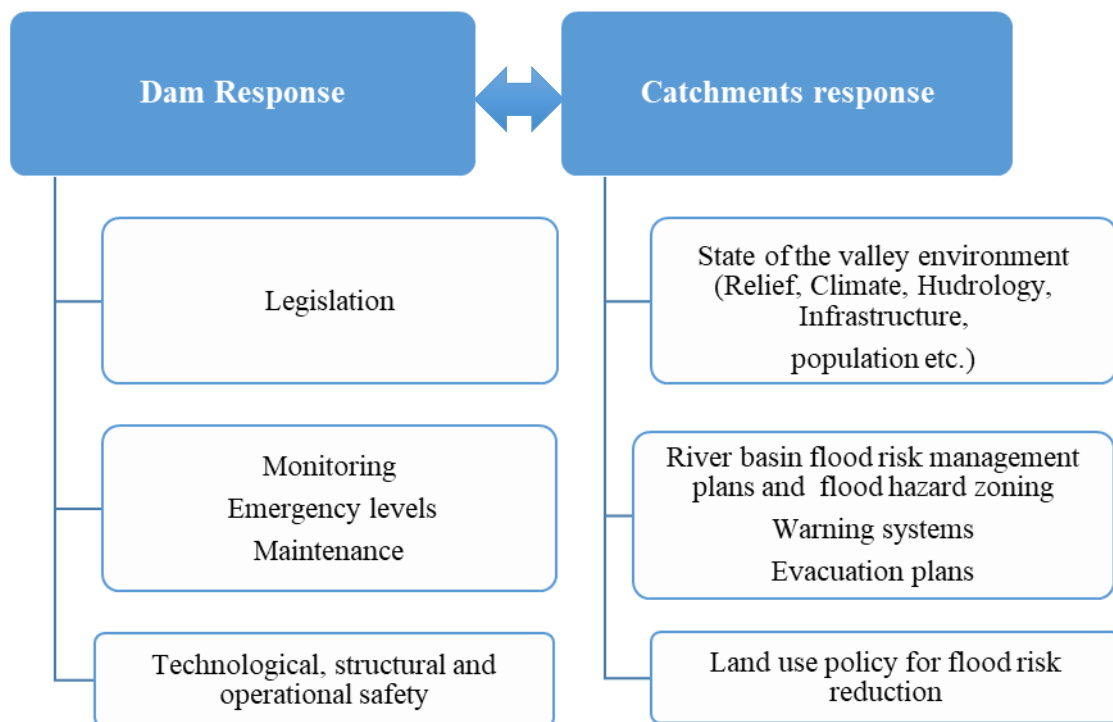 Dam Response
Catchments response
Legislation
Monitoring
Emergency levels
Maintenance
Technological, structural and
operational safety
State of the valley environment
(Relief, Climate, Hudrology,
Infrastructure,
population etc.)
River basin flood risk management
plans and flood hazard zoning
Warning systems
Evacuation plans
Land use policy for flood risk
reduction